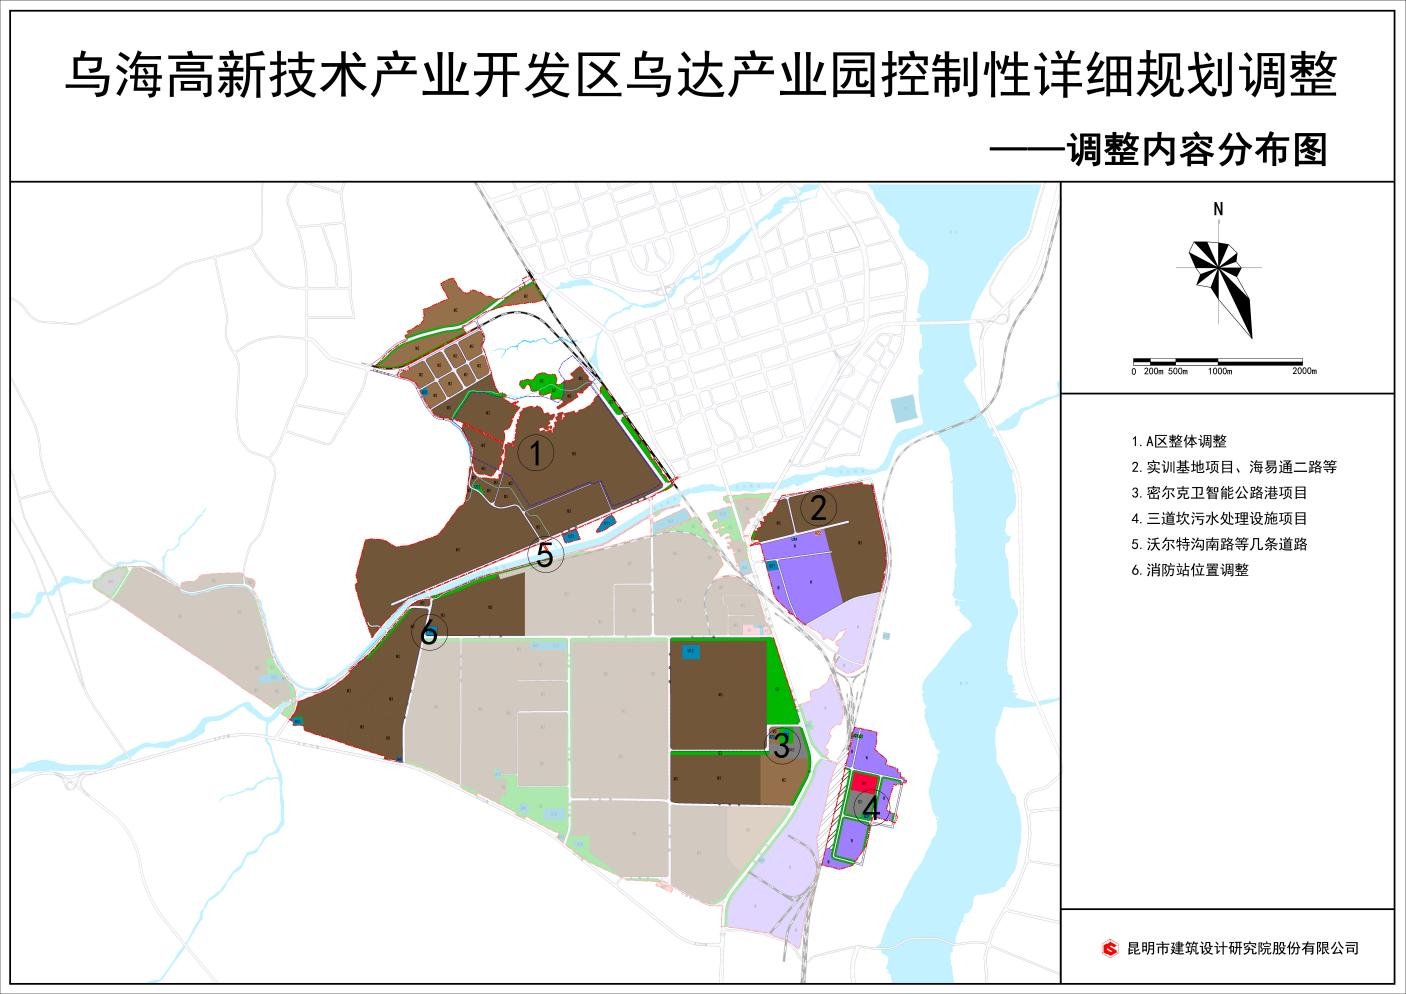 乌海高新技术产业开发区乌达产业园控制性详细规划调整
——调整内容分布图
N
0 200m 500m 1000m 2000m
1
2
5
6
3
4
1. A区整体调整
2. 实训基地项目、海易通二路等
3. 密尔克卫智能公路港项目
4. 三道坎污水处理设施项目
5. 沃尔特沟南路等几条道路
6. 消防站位置调整
昆明市建筑设计研究院股份有限公司